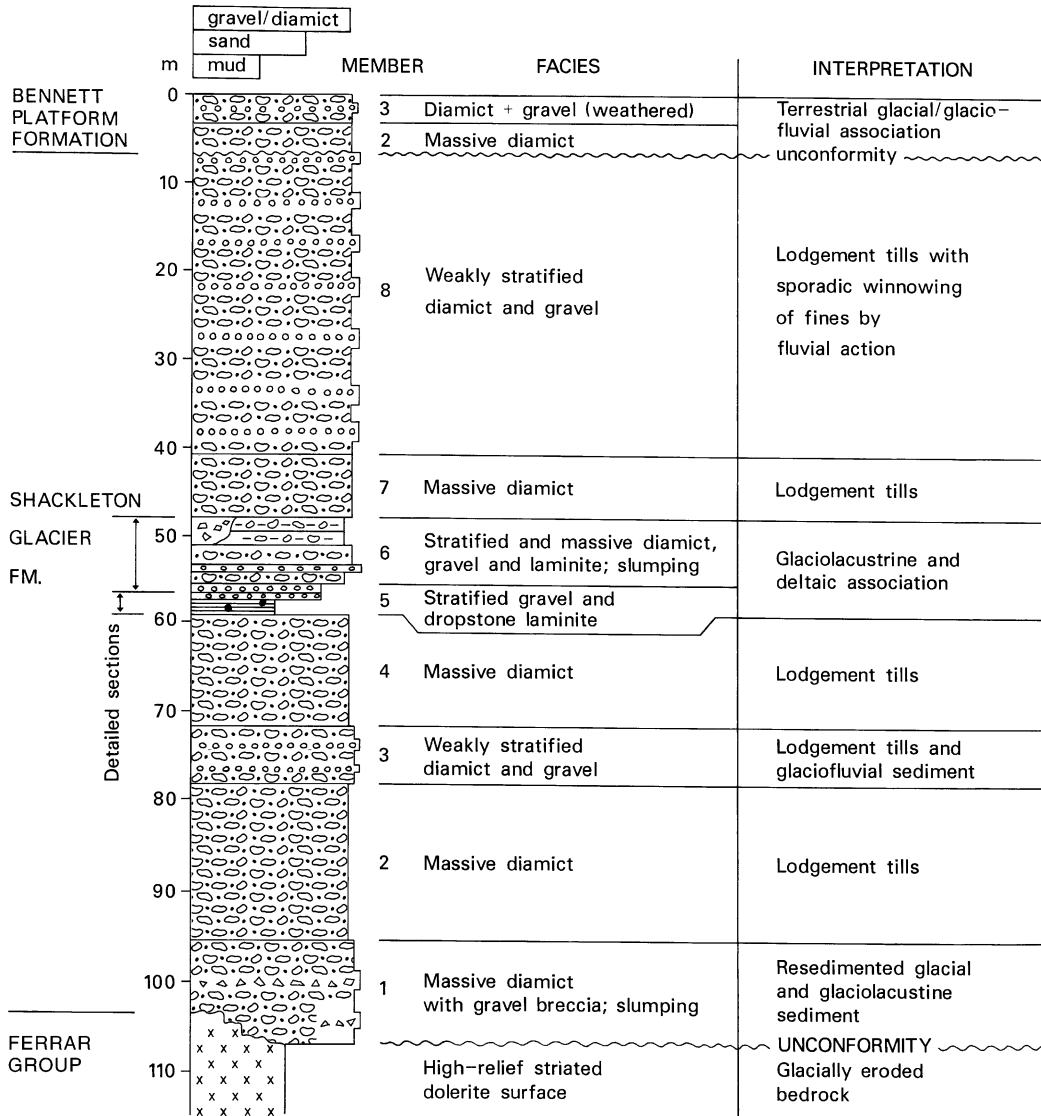 gravel/diamict
sand
m mud MEMBER FACIES INTERPRETATION
BENNETT
PLATFORM
FORMATION
0
3 Diamict + gravel (weathered)
Terrestrial glacial/glacio-
fluvial association
2 Massive diamict
unconformity
10
20
8
Weakly stratified
diamict and gravel
Lodgement tills with
sporadic winnowing
of fines by
fluvial action
30
40
SHACKLETON
GLACIER
FM.
7 Massive diamict Lodgement tills
50
6
Stratified and massive diamict,
gravel and laminite; slumping
Glaciolacustrine and
deltaic association
5
Stratified gravel and
dropstone laminite
60
Detailed sections
4 Massive diamict Lodgement tills
70
3
Weakly stratified
diamict and gravel
Lodgement tills and
glaciofluvial sediment
80
2 Massive diamict Lodgement tills
90
100
1
Massive diamict
with gravel breccia; slumping
Resedimented glacial
and glaciolacustine
sediment
FERRAR
GROUP
UNCONFORMITY
110
High-relief striated
dolerite surface
Glacially eroded
bedrock